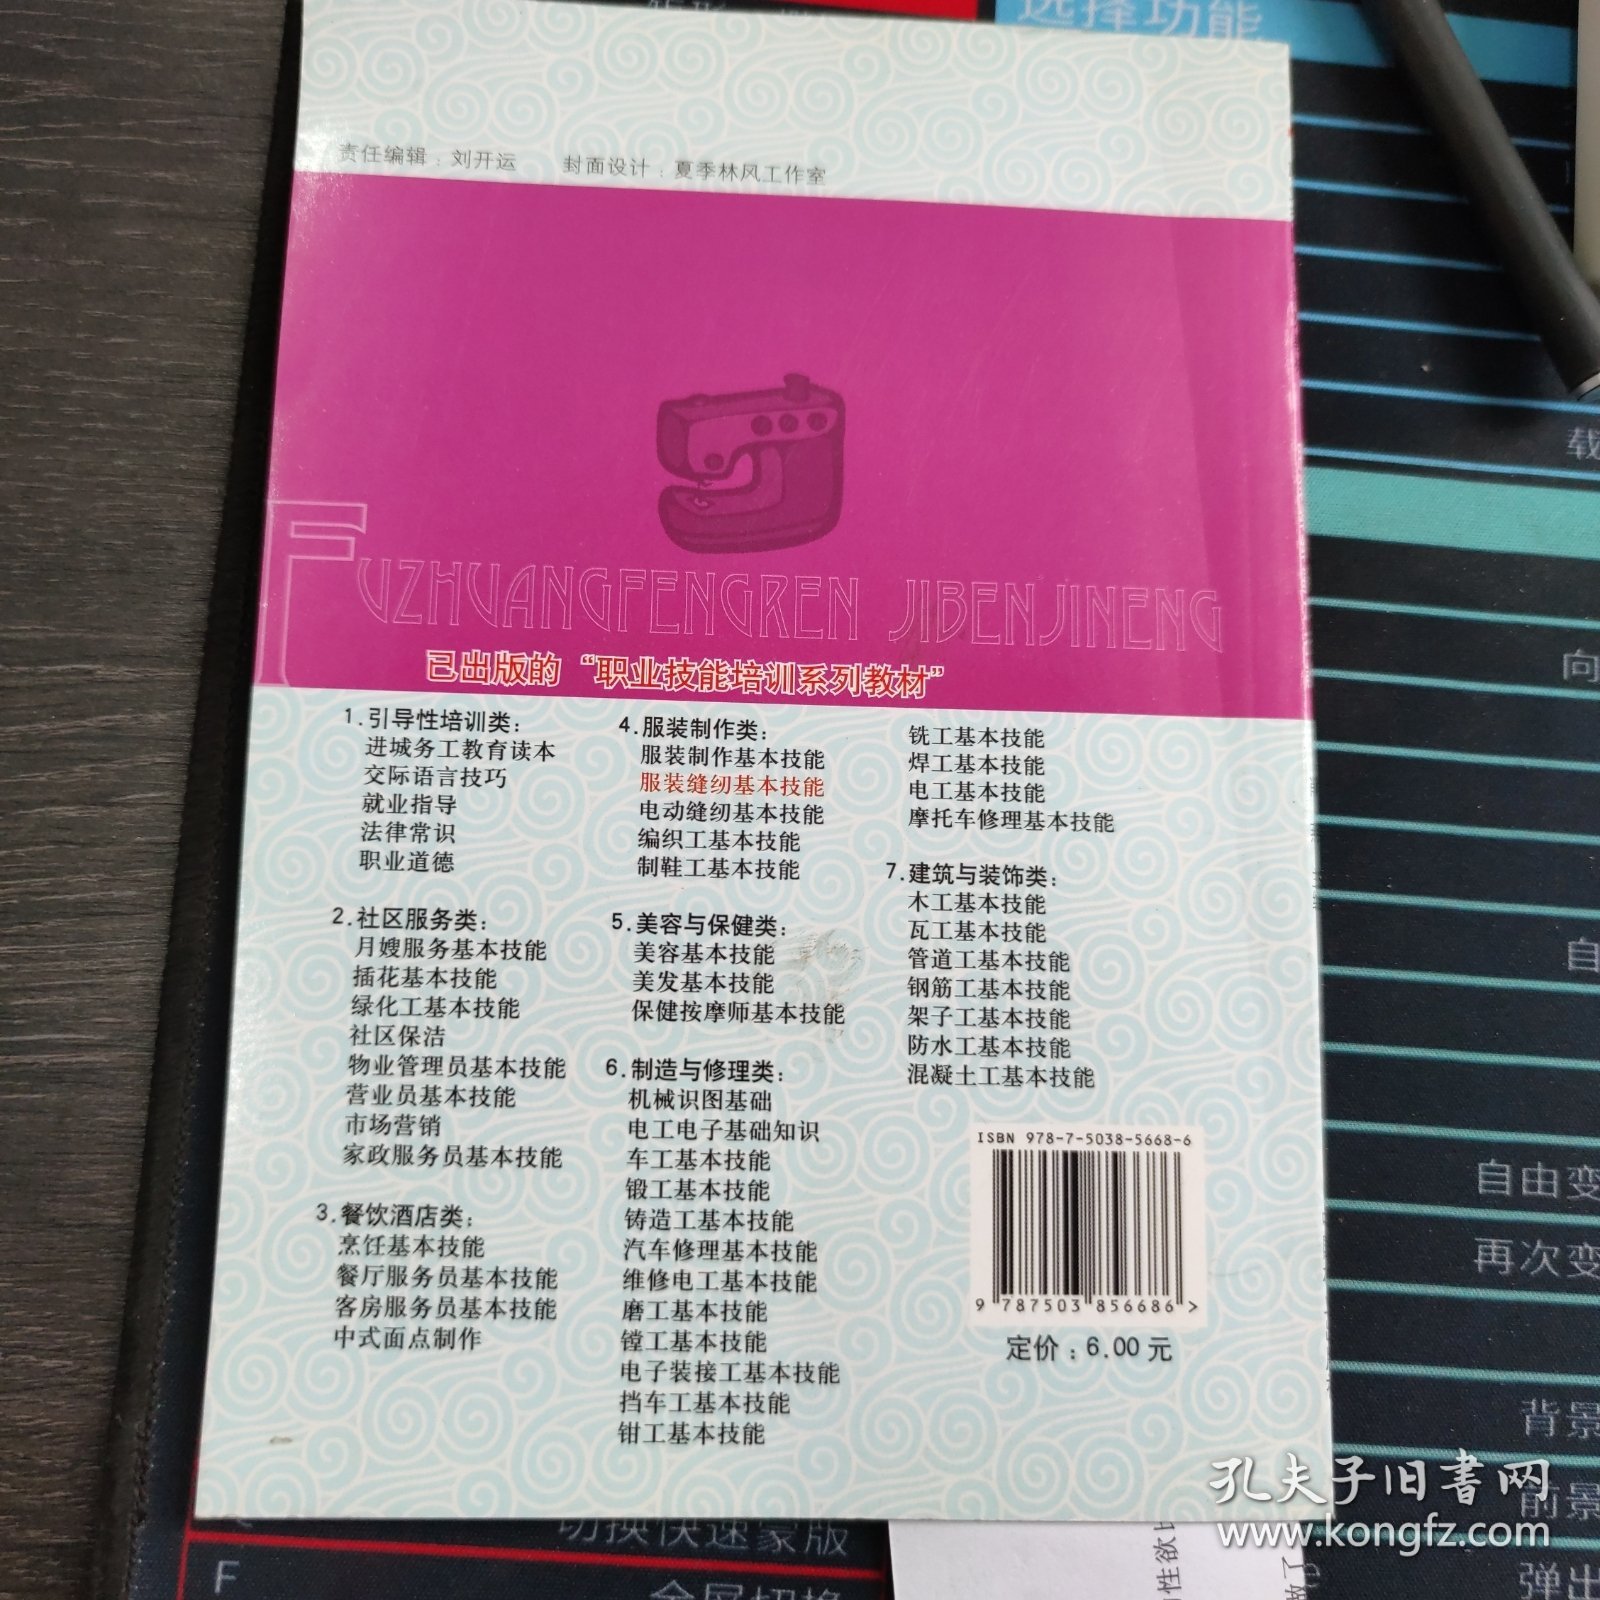 选择功能
责任编辑：刘开运　封面设计：夏季林风工作室
FUZHUANGFENGREN JIBENJINENG
已出版的“职业技能培训系列教材”
1.引导性培训类：
进城务工教育读本
交际语言技巧
就业指导
法律常识
职业道德
2.社区服务类：
月嫂服务基本技能
插花基本技能
绿化工基本技能
社区保洁
物业管理员基本技能
营业员基本技能
市场营销
家政服务员基本技能
3.餐饮酒店类：
烹饪基本技能
餐厅服务员基本技能
客房服务员基本技能
中式面点制作
4.服装制作类：
服装制作基本技能
服装缝纫基本技能
电动缝纫基本技能
编织工基本技能
制鞋工基本技能
5.美容与保健类：
美容基本技能
美发基本技能
保健按摩师基本技能
6.制造与修理类：
机械识图基础
电工电子基础知识
车工基本技能
锻工基本技能
铸造工基本技能
汽车修理基本技能
维修电工基本技能
磨工基本技能
镗工基本技能
电子装接工基本技能
挡车工基本技能
钳工基本技能
铣工基本技能
焊工基本技能
电工基本技能
摩托车修理基本技能
7.建筑与装饰类：
木工基本技能
瓦工基本技能
管道工基本技能
钢筋工基本技能
架子工基本技能
防水工基本技能
混凝土工基本技能
ISBN 978-7-5038-5668-6
9 787503 856686 >
定价：6.00元
载
向
自
自由变
再次变
背景
前景
弹出
切换快速蒙版
F
全屏切换
性欲
孔夫子旧书网
www.kongfz.com